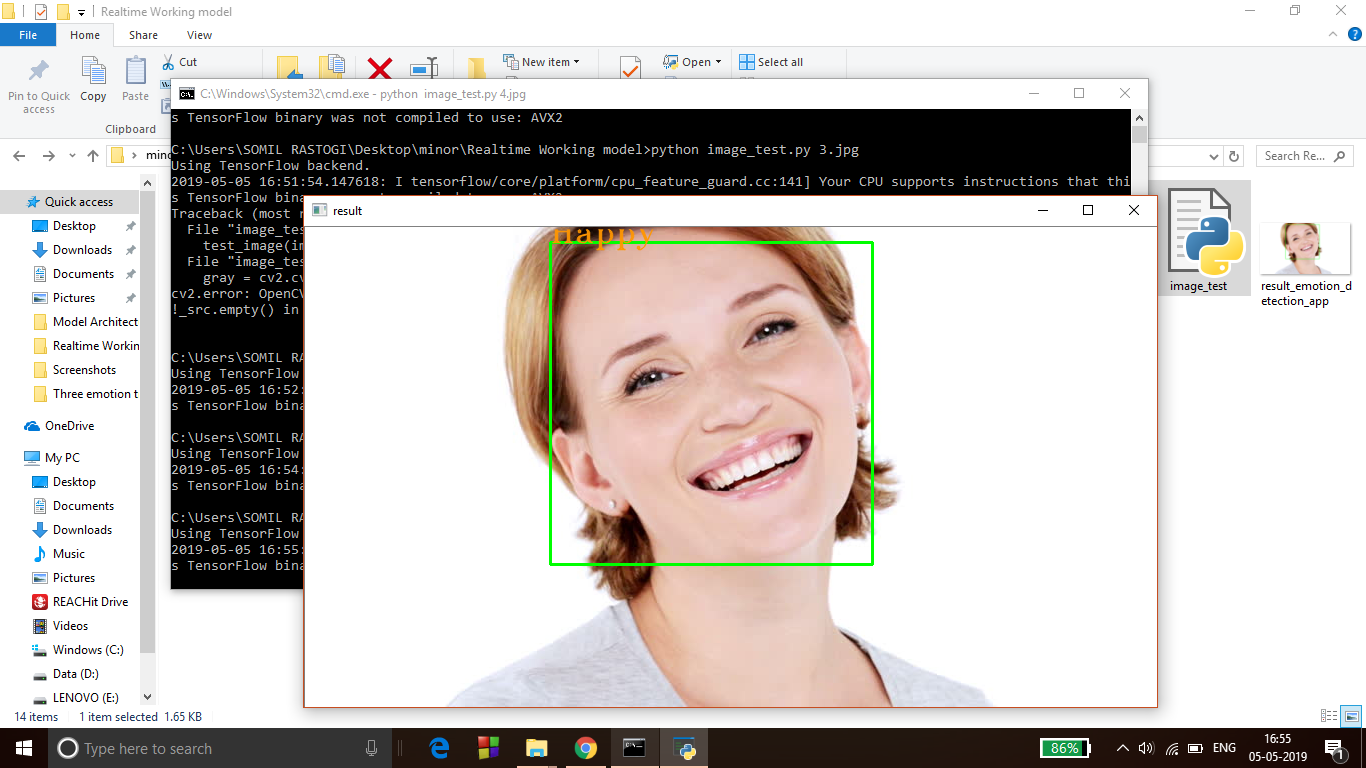 Realtime Working model
File Home Share View
Pin to Quick access
Copy
Paste
Cut
Clipboard
New item
Open
Select all
C:\Windows\System32\cmd.exe - python  image_test.py 4.jpg
s TensorFlow binary was not compiled to use: AVX2
C:\Users\SOMIL RASTOGI\Desktop\minor\Realtime Working model>python image_test.py 3.jpg
Using TensorFlow backend.
2019-05-05 16:51:54.147618: I tensorflow/core/platform/cpu_feature_guard.cc:141] Your CPU supports instructions that thi
s TensorFlow bina
Traceback (most r
File "image_tes
test_image(im
File "image_tes
gray = cv2.cv
cv2.error: OpenCV
!_src.empty() in
C:\Users\SOMIL RA
Using TensorFlow
2019-05-05 16:52:
s TensorFlow bina
C:\Users\SOMIL RA
Using TensorFlow
2019-05-05 16:54:
s TensorFlow bina
C:\Users\SOMIL RA
Using TensorFlow
2019-05-05 16:55:
s TensorFlow bina
result
happy
mino
Search Re...
Quick access
Desktop
Downloads
Documents
Pictures
Model Architect
Realtime Workin
Screenshots
Three emotion t
OneDrive
My PC
Desktop
Documents
Downloads
Music
Pictures
REACHit Drive
Videos
Windows (C:)
Data (D:)
LENOVO (E:)
image_test
result_emotion_d
etection_app
14 items 1 item selected 1.65 KB
Type here to search
86%
ENG
16:55
05-05-2019
1